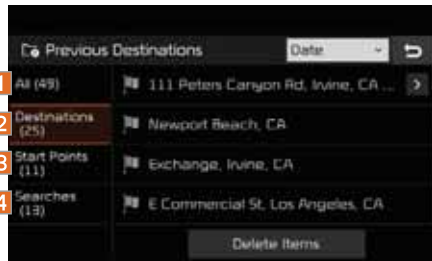 Previous Destinations
Date
1 All (49)
111 Peters Canyon Rd, Irvine, CA ...
2 Destinations (25)
Newport Beach, CA
3 Start Points (11)
Exchange, Irvine, CA
4 Searches (13)
E Commercial St, Los Angeles, CA
Delete Items